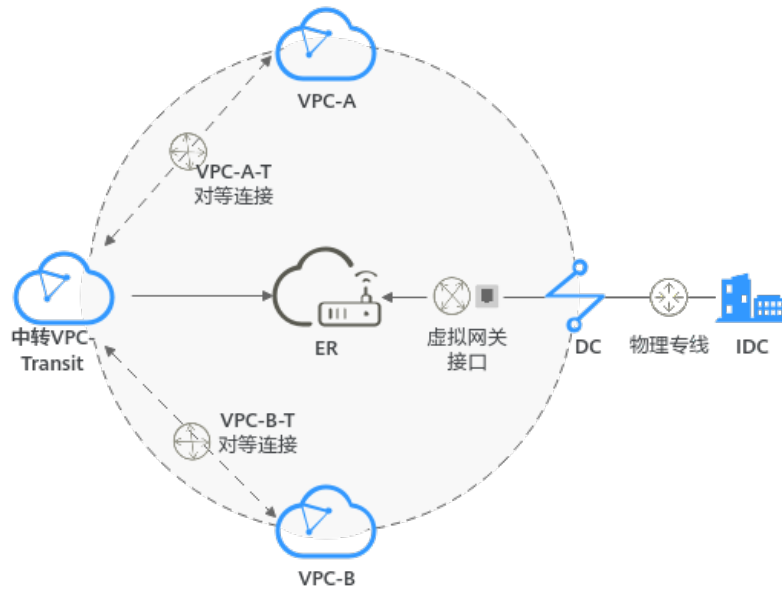 VPC-A
VPC-A-T
对等连接
中转VPC-
Transit
ER
虚拟网关
接口
DC
物理专线
IDC
VPC-B-T
对等连接
VPC-B